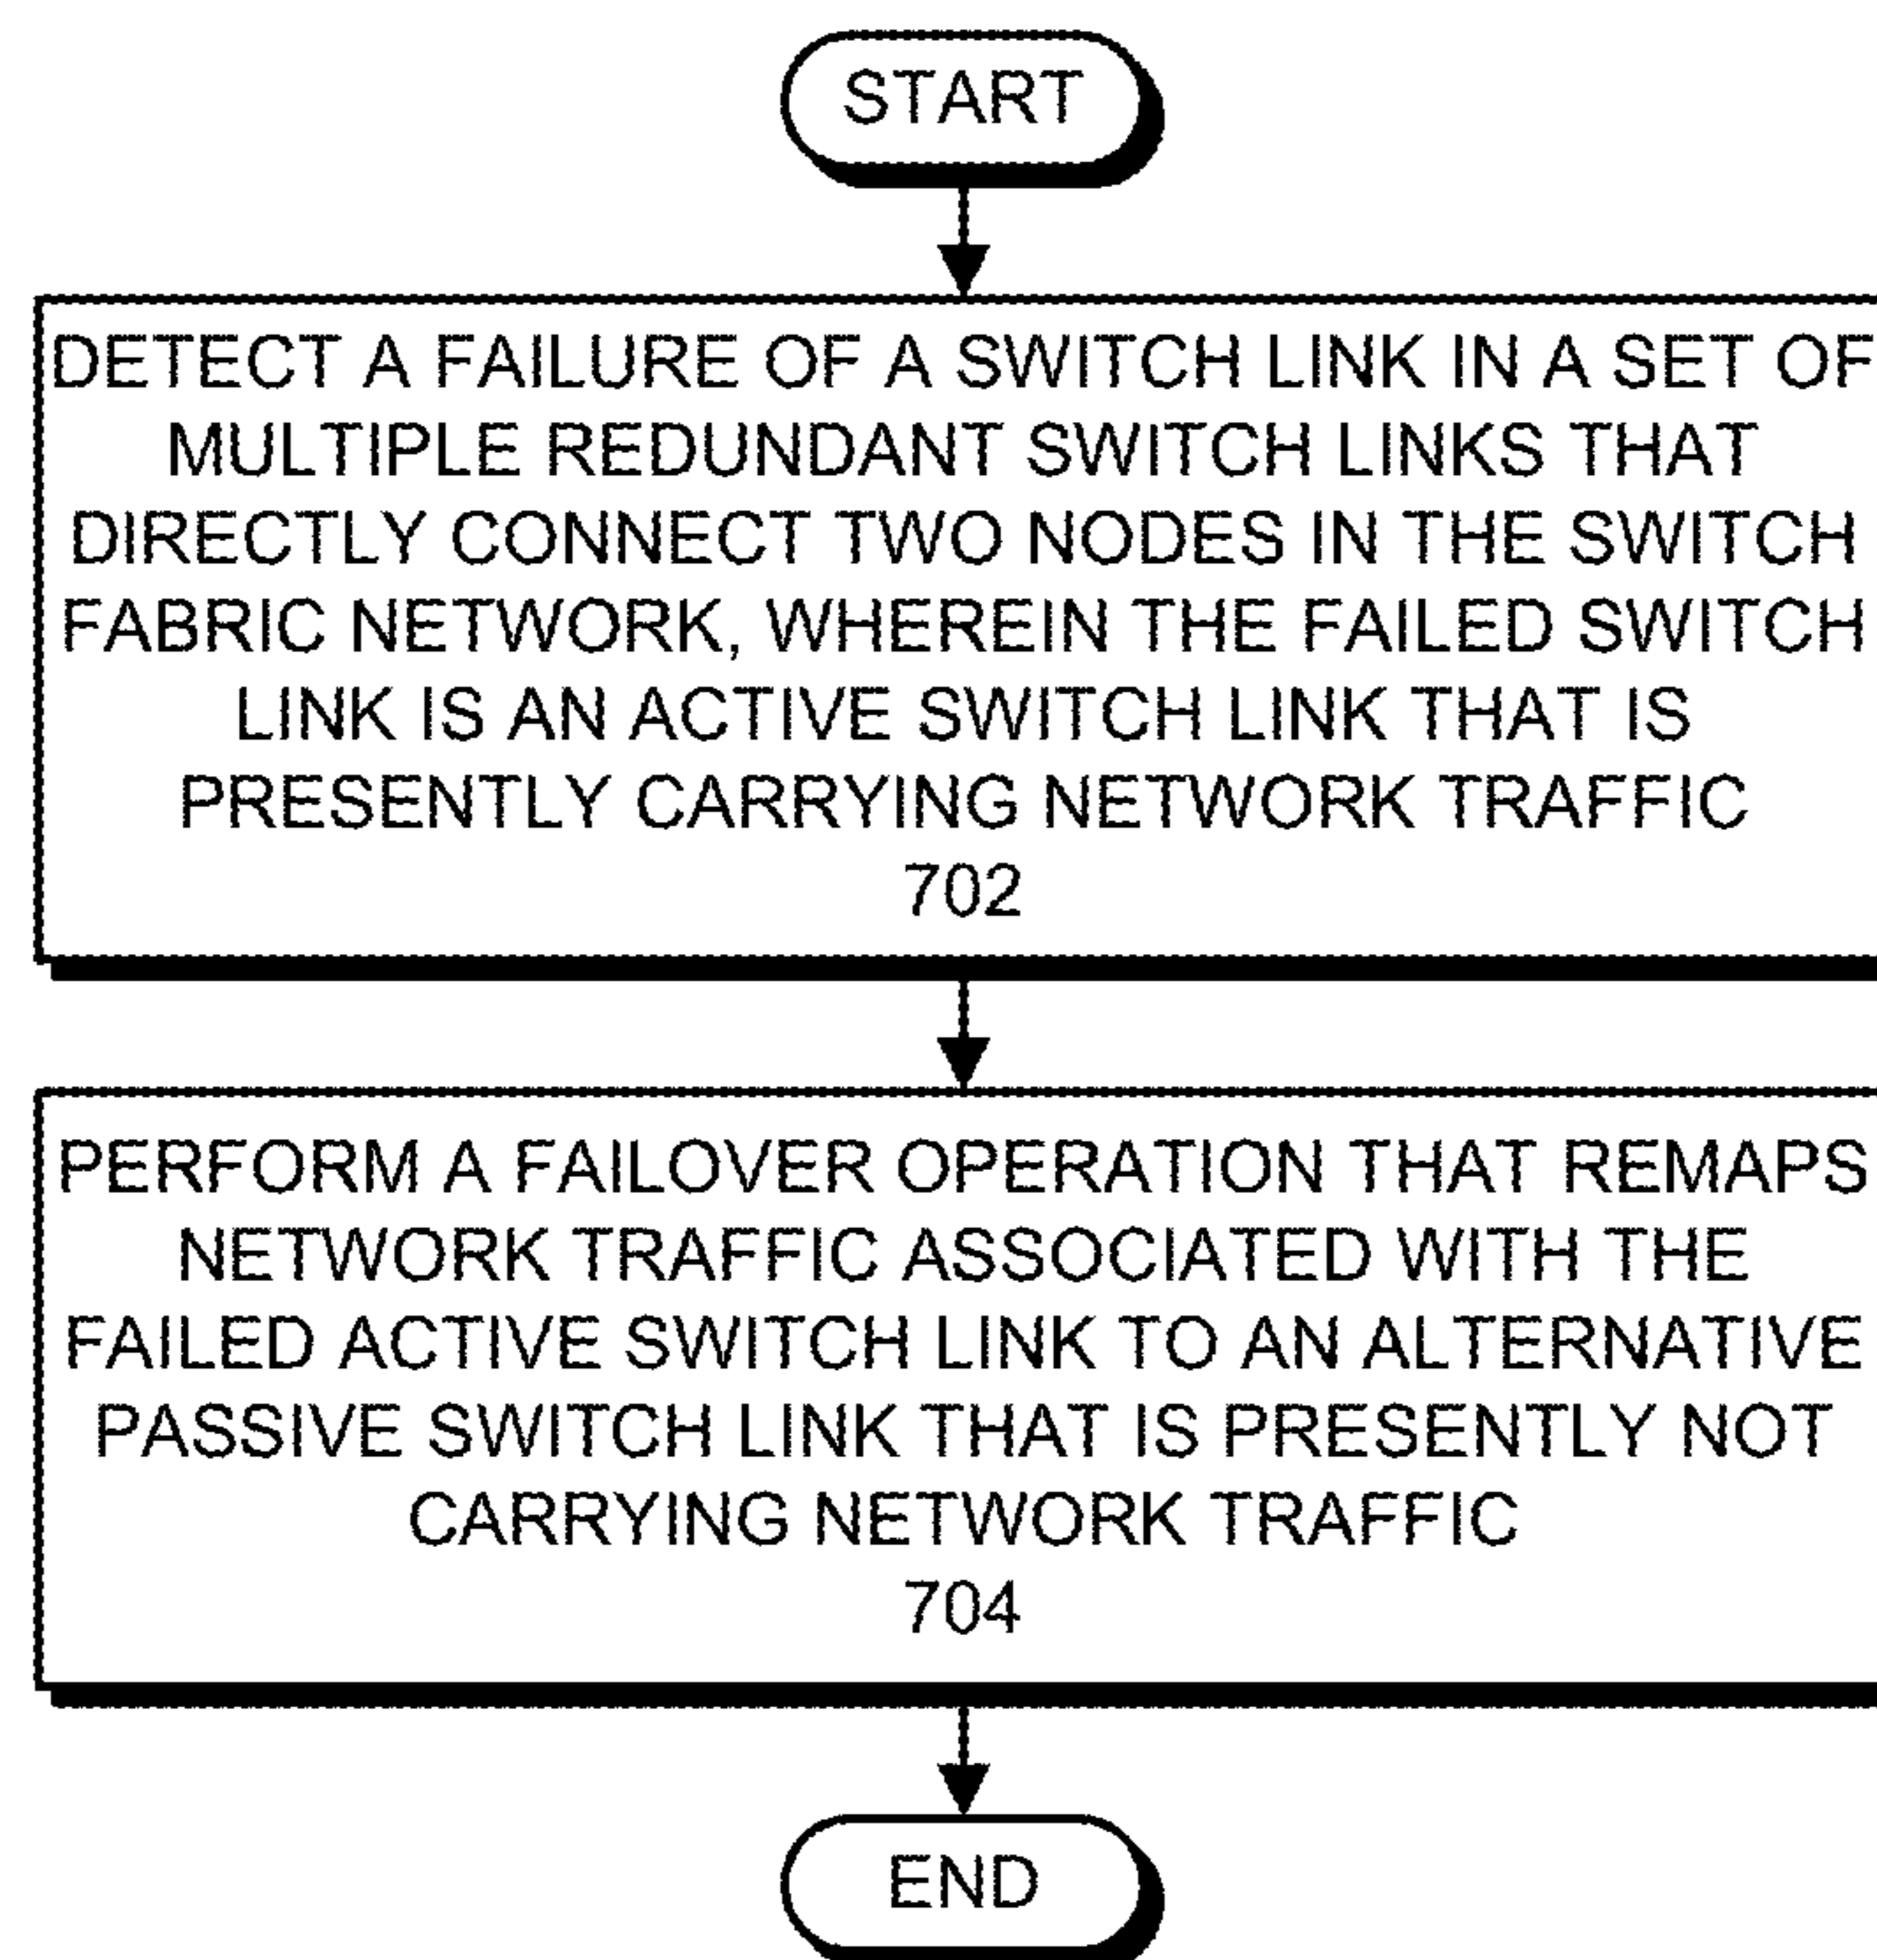 START
DETECT A FAILURE OF A SWITCH LINK IN A SET OF
MULTIPLE REDUNDANT SWITCH LINKS THAT
DIRECTLY CONNECT TWO NODES IN THE SWITCH
FABRIC NETWORK, WHEREIN THE FAILED SWITCH
LINK IS AN ACTIVE SWITCH LINK THAT IS
PRESENTLY CARRYING NETWORK TRAFFIC
702
PERFORM A FAILOVER OPERATION THAT REMAPS
NETWORK TRAFFIC ASSOCIATED WITH THE
FAILED ACTIVE SWITCH LINK TO AN ALTERNATIVE
PASSIVE SWITCH LINK THAT IS PRESENTLY NOT
CARRYING NETWORK TRAFFIC
704
END